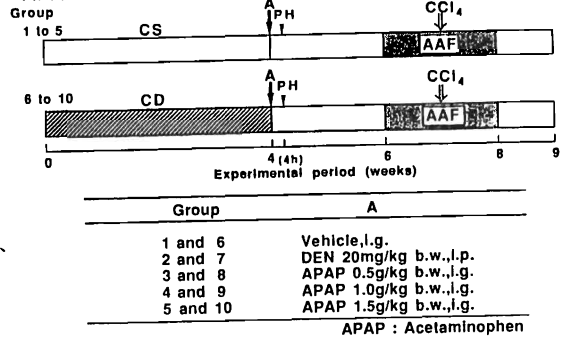 Group
A
PH
CCl₄
1 to 5
CS
AAF
A
PH
CCl₄
6 to 10
CD
AAF
0
4 (4h)
6
8
9
Experimental period (weeks)
Group A
1 and 6 Vehicle,i.g.
2 and 7 DEN 20mg/kg b.w.,i.p.
3 and 8 APAP 0.5g/kg b.w.,i.g.
4 and 9 APAP 1.0g/kg b.w.,i.g.
5 and 10 APAP 1.5g/kg b.w.,i.g.
APAP : Acetaminophen